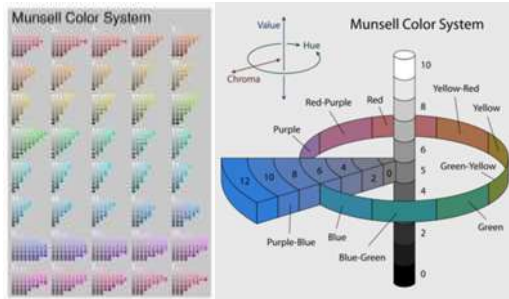 Munsell Color System
Munsell Color System
Value
Hue
Chroma
10
8
6
5
4
2
0
Red-Purple
Red
Yellow-Red
Yellow
Purple
Green-Yellow
12
10
8
6
4
2
0
Purple-Blue
Blue
Blue-Green
Green